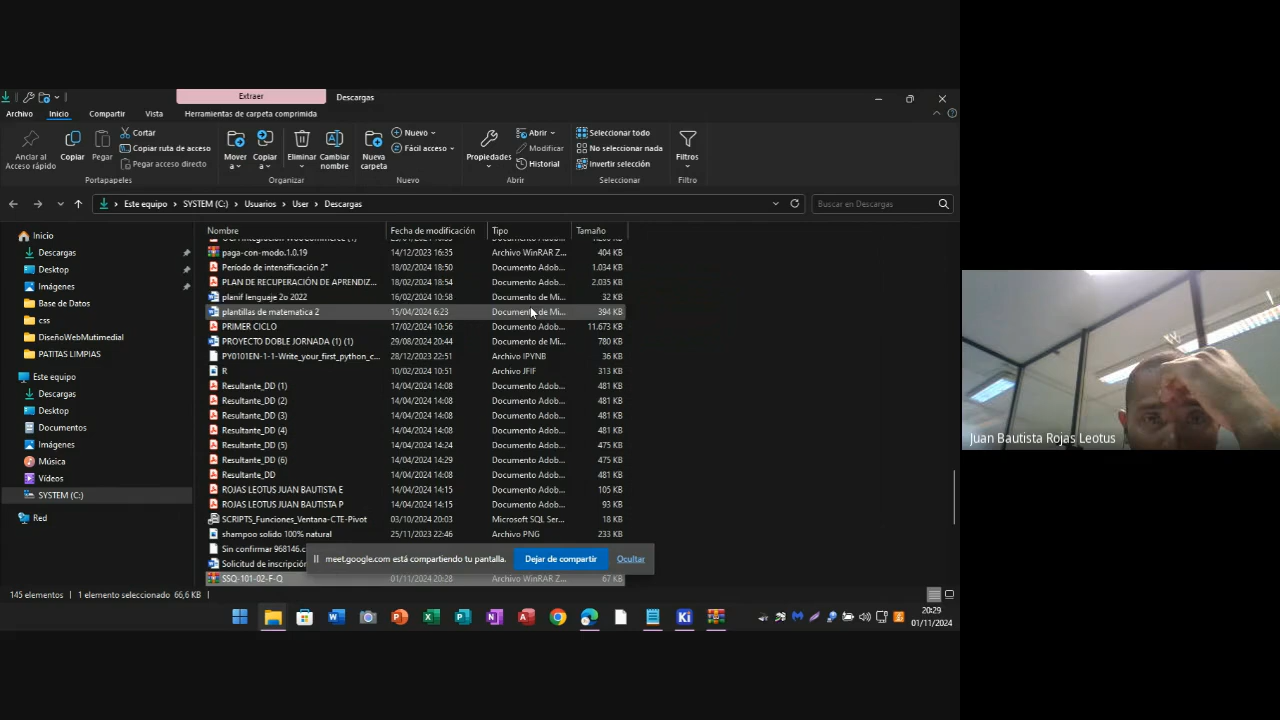 Extraer
Descargas
Archivo Inicio Compartir Vista Herramientas de carpeta comprimida
Anclar al Acceso rápido
Copiar
Pegar
Cortar
Copiar ruta de acceso
Pegar acceso directo
Mover a
Copiar a
Eliminar
Cambiar nombre
Nueva carpeta
Nuevo
Fácil acceso
Propiedades
Abrir
Modificar
Historial
Seleccionar todo
No seleccionar nada
Invertir selección
Filtros
Portapapeles Organizar Nuevo Abrir Seleccionar Filtro
Este equipo SYSTEM (C:) Usuarios User Descargas
Buscar en Descargas
Inicio
Descargas
Desktop
Imágenes
Base de Datos
css
DiseñoWebMutimedial
PATITAS LIMPIAS
Este equipo
Descargas
Desktop
Documentos
Imágenes
Música
Vídeos
SYSTEM (C:)
Red
Nombre Fecha de modificación Tipo Tamaño
paga-con-modo.1.0.19 14/12/2023 16:35 Archivo WinRAR Z... 404 KB
Período de intensificación 2° 18/02/2024 18:50 Documento Adob... 1.034 KB
PLAN DE RECUPERACIÓN DE APRENDIZ... 18/02/2024 18:54 Documento Adob... 2.035 KB
planif lenguaje 2o 2022 16/02/2024 10:58 Documento de Mi... 32 KB
plantillas de matematica 2 15/04/2024 6:23 Documento de Mi... 394 KB
PRIMER CICLO 17/02/2024 10:56 Documento Adob... 11.673 KB
PROYECTO DOBLE JORNADA (1) (1) 29/08/2024 20:44 Documento de Mi... 780 KB
PY0101EN-1-1-Write_your_first_python_c... 28/12/2023 22:51 Archivo IPYNB 36 KB
R 10/02/2024 10:51 Archivo JFIF 313 KB
Resultante_DD (1) 14/04/2024 14:08 Documento Adob... 481 KB
Resultante_DD (2) 14/04/2024 14:08 Documento Adob... 481 KB
Resultante_DD (3) 14/04/2024 14:08 Documento Adob... 481 KB
Resultante_DD (4) 14/04/2024 14:08 Documento Adob... 481 KB
Resultante_DD (5) 14/04/2024 14:24 Documento Adob... 475 KB
Resultante_DD (6) 14/04/2024 14:29 Documento Adob... 475 KB
Resultante_DD 14/04/2024 14:08 Documento Adob... 481 KB
ROJAS LEOTUS JUAN BAUTISTA E 14/04/2024 14:15 Documento Adob... 105 KB
ROJAS LEOTUS JUAN BAUTISTA P 14/04/2024 14:15 Documento Adob... 93 KB
SCRIPTS_Funciones_Ventana-CTE-Pivot 03/10/2024 20:03 Microsoft SQL Ser... 18 KB
shampoo solido 100% natural 25/11/2023 22:46 Archivo PNG 233 KB
Sin confirmar 968146.c
Solicitud de inscripción
SSQ-101-02-F-Q 01/11/2024 20:28 Archivo WinRAR Z... 67 KB
meet.google.com está compartiendo tu pantalla. Dejar de compartir Ocultar
145 elementos 1 elemento seleccionado 66,6 KB
20:29
01/11/2024
Juan Bautista Rojas Leotus